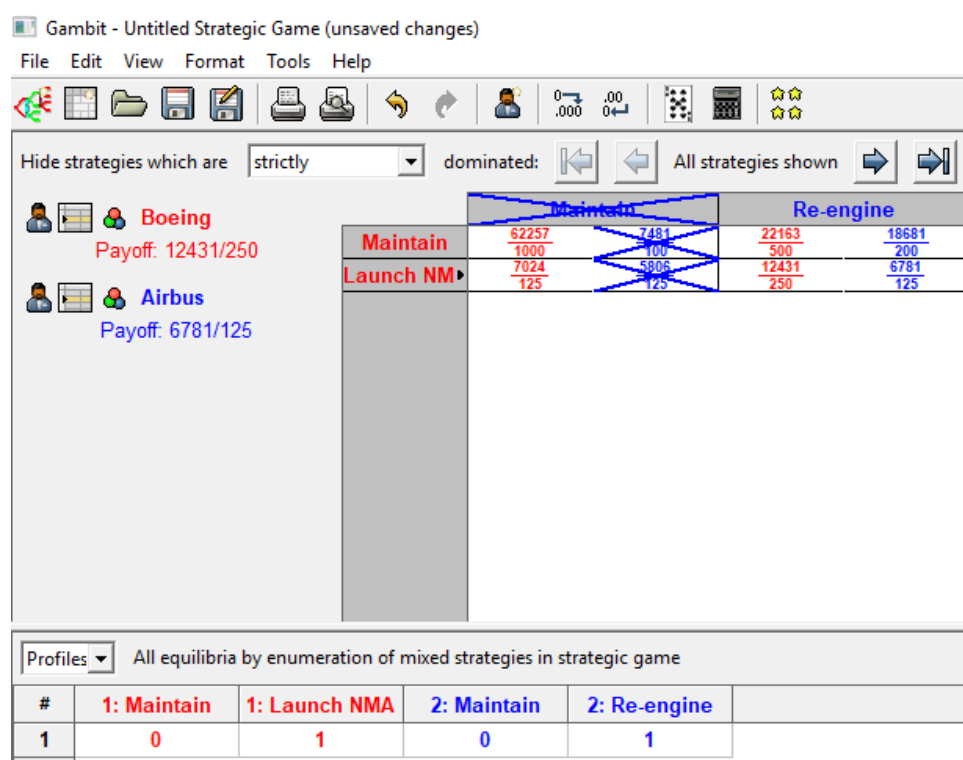 Gambit - Untitled Strategic Game (unsaved changes)
File Edit View Format Tools Help
0 .000 .00 0
Hide strategies which are strictly dominated: All strategies shown
Boeing
Payoff: 12431/250
Airbus
Payoff: 6781/125
Maintain Re-engine
Maintain 62257/1000 7481/100 22163/500 18681/200
Launch NM 7024/125 5806/125 12431/250 6781/125
Profiles All equilibria by enumeration of mixed strategies in strategic game
# 1: Maintain 1: Launch NMA 2: Maintain 2: Re-engine
1 0 1 0 1